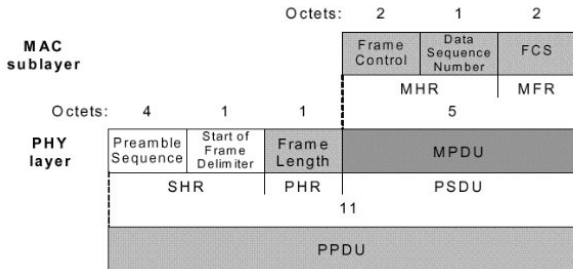 Octets: 2 1 2
MAC sublayer
Frame Control
Data Sequence Number
FCS
MHR MFR
Octets: 4 1 1 5
PHY layer
Preamble Sequence
Start of Frame Delimiter
Frame Length
MPDU
SHR PHR PSDU
11
PPDU